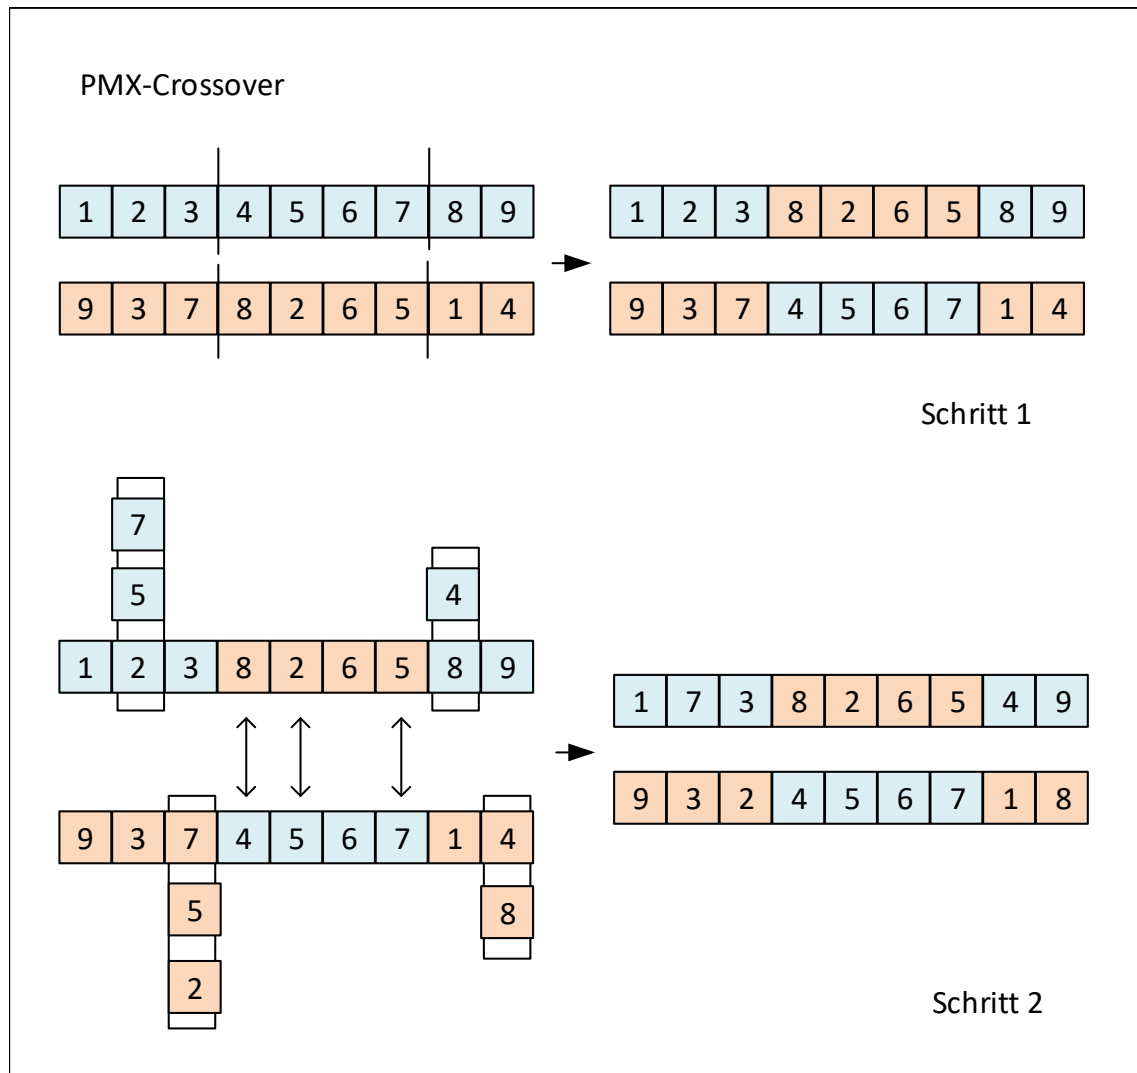 PMX-Crossover
1 2 3 4 5 6 7 8 9
1 2 3 8 2 6 5 8 9
9 3 7 8 2 6 5 1 4
9 3 7 4 5 6 7 1 4
Schritt 1
7
5
4
1 2 3 8 2 6 5 8 9
1 7 3 8 2 6 5 4 9
9 3 2 4 5 6 7 1 8
9 3 7 4 5 6 7 1 4
5
8
2
Schritt 2